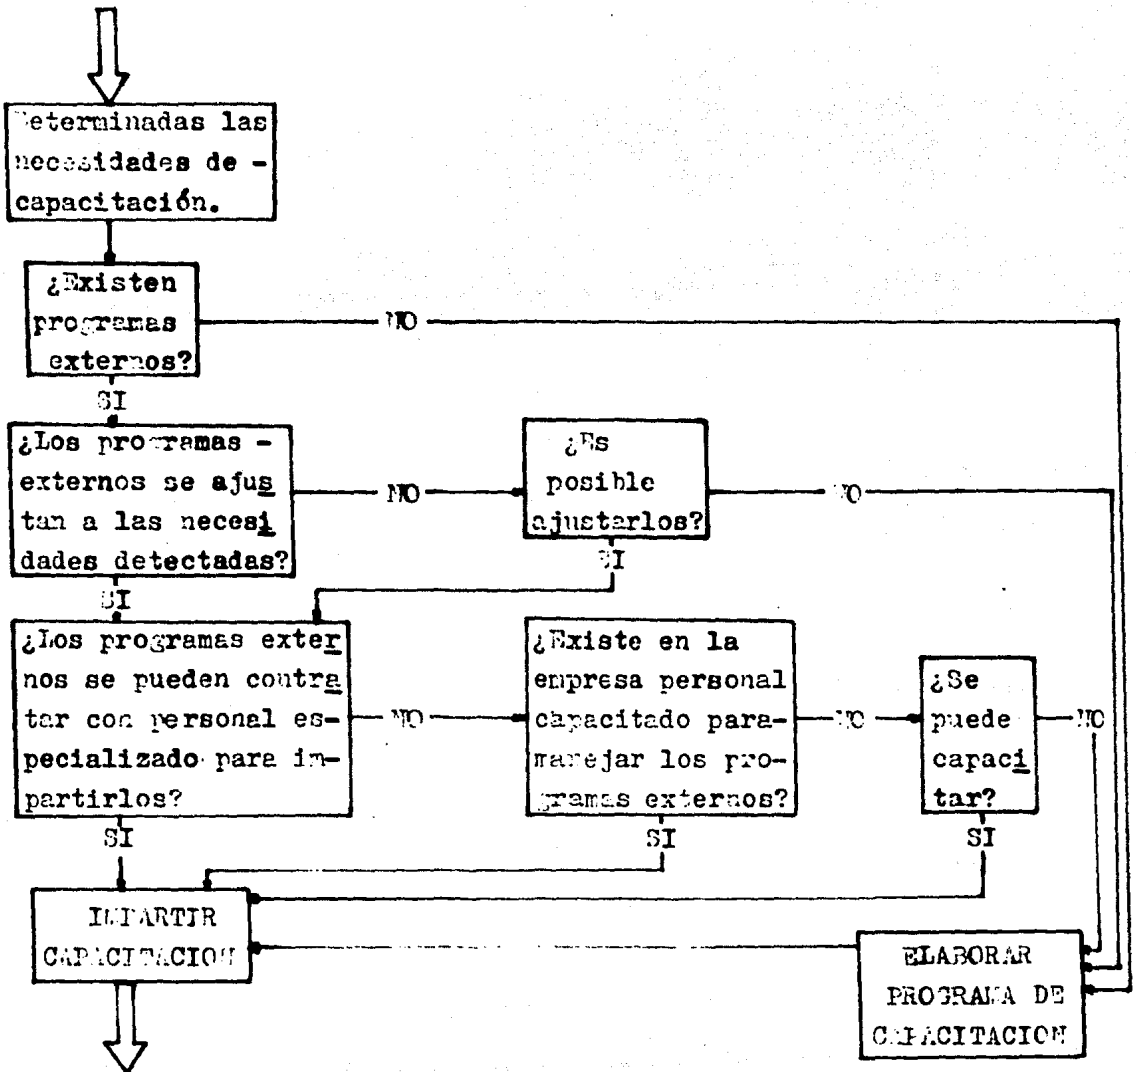 Determinadas las
necesidades de -
capacitación.
¿Existen
programas
externos?
NO
SI
¿Los programas -
externos se ajus
tan a las necesi
dades detectadas?
NO
¿Es
posible
ajustarlos?
NO
SI
SI
¿Los programas exter
nos se pueden contra
tar con personal es-
pecializado para im-
partirlos?
NO
¿Existe en la
empresa personal
capacitado para-
manejar los pro-
gramas externos?
NO
¿Se
puede
capaci
tar?
NO
SI
SI
SI
IMPARTIR
CAPACITACION
ELABORAR
PROGRAMA DE
CAPACITACION